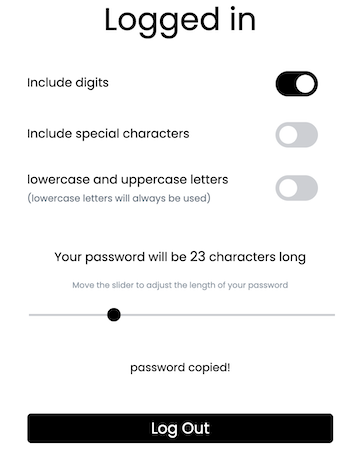 Logged in
Include digits
Include special characters
lowercase and uppercase letters
(lowercase letters will always be used)
Your password will be 23 characters long
Move the slider to adjust the length of your password
password copied!
Log Out